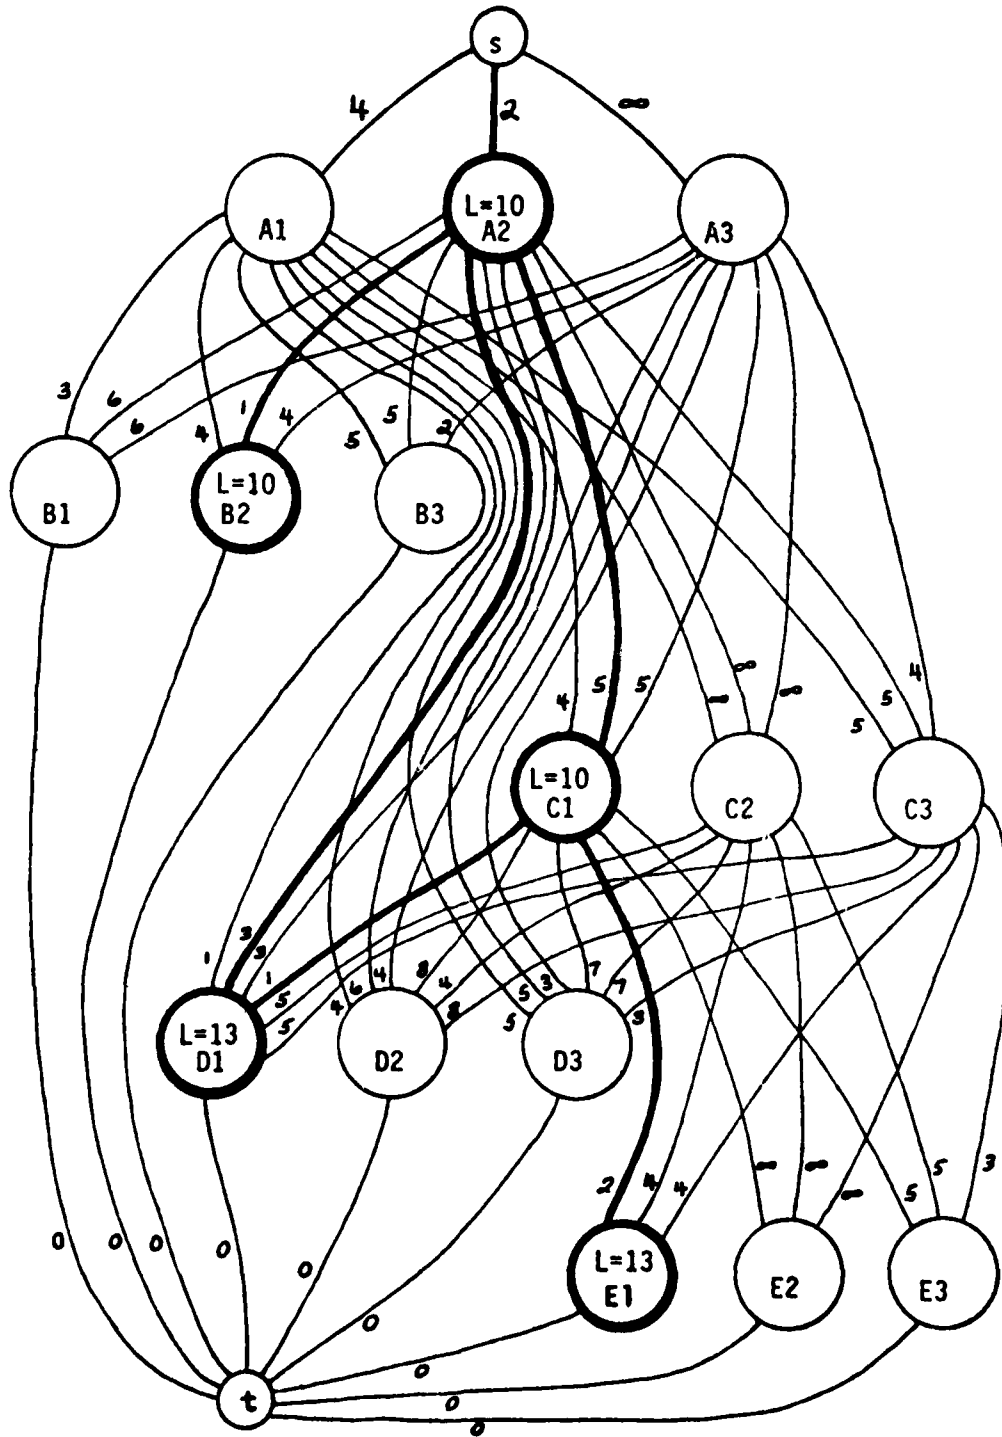 s
4 2 ∞
A1
L=10
A2
A3
3 6 6 4 1 4 5 5 2
B1
L=10
B2
B3
4 5 5 ∞ ∞ ∞ 5 5 4
L=10
C1
C2
C3
1 3 3 1 5 5 4 6 4 8 4 8 5 5 3 7 7 3
L=13
D1
D2
D3
2 4 4 ∞ ∞ ∞ 5 5 3
L=13
E1
E2
E3
0 0 0 0 0 0 0 0 0
t